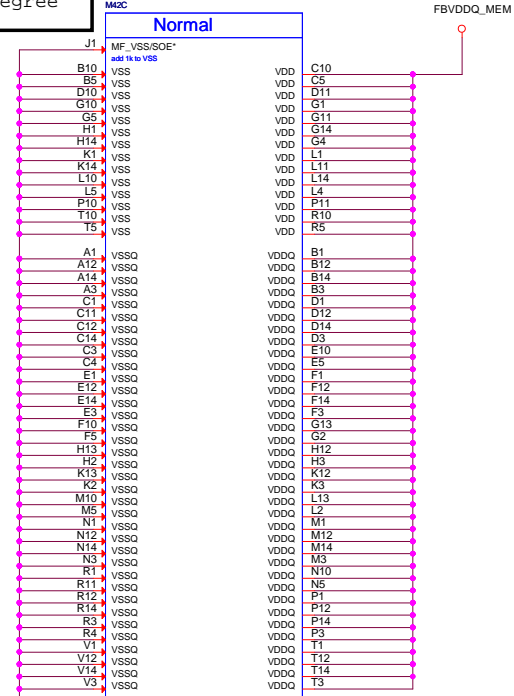 egree
M42C
FBVDDQ_MEM
Normal
J1 MF_VSS/SOE*
add 1k to VSS
B10 VSS VDD C10
B5 VSS VDD C5
D10 VSS VDD D11
G10 VSS VDD G1
G5 VSS VDD G11
H1 VSS VDD G14
H14 VSS VDD G4
K1 VSS VDD L1
K14 VSS VDD L11
L10 VSS VDD L14
L5 VSS VDD L4
P10 VSS VDD P11
T10 VSS VDD R10
T5 VSS VDD R5
A1 VSSQ VDDQ B1
A12 VSSQ VDDQ B12
A14 VSSQ VDDQ B14
A3 VSSQ VDDQ B3
C1 VSSQ VDDQ D1
C11 VSSQ VDDQ D12
C12 VSSQ VDDQ D14
C14 VSSQ VDDQ D3
C3 VSSQ VDDQ E10
C4 VSSQ VDDQ E5
E1 VSSQ VDDQ F1
E12 VSSQ VDDQ F12
E14 VSSQ VDDQ F14
E3 VSSQ VDDQ F3
F10 VSSQ VDDQ G13
F5 VSSQ VDDQ G2
H13 VSSQ VDDQ H12
H2 VSSQ VDDQ H3
K13 VSSQ VDDQ K12
K2 VSSQ VDDQ K3
M10 VSSQ VDDQ L13
M5 VSSQ VDDQ L2
N1 VSSQ VDDQ M1
N12 VSSQ VDDQ M12
N14 VSSQ VDDQ M14
N3 VSSQ VDDQ M3
R1 VSSQ VDDQ N10
R11 VSSQ VDDQ N5
R12 VSSQ VDDQ P1
R14 VSSQ VDDQ P12
R3 VSSQ VDDQ P14
R4 VSSQ VDDQ P3
V1 VSSQ VDDQ T1
V12 VSSQ VDDQ T12
V14 VSSQ VDDQ T14
V3 VSSQ VDDQ T3